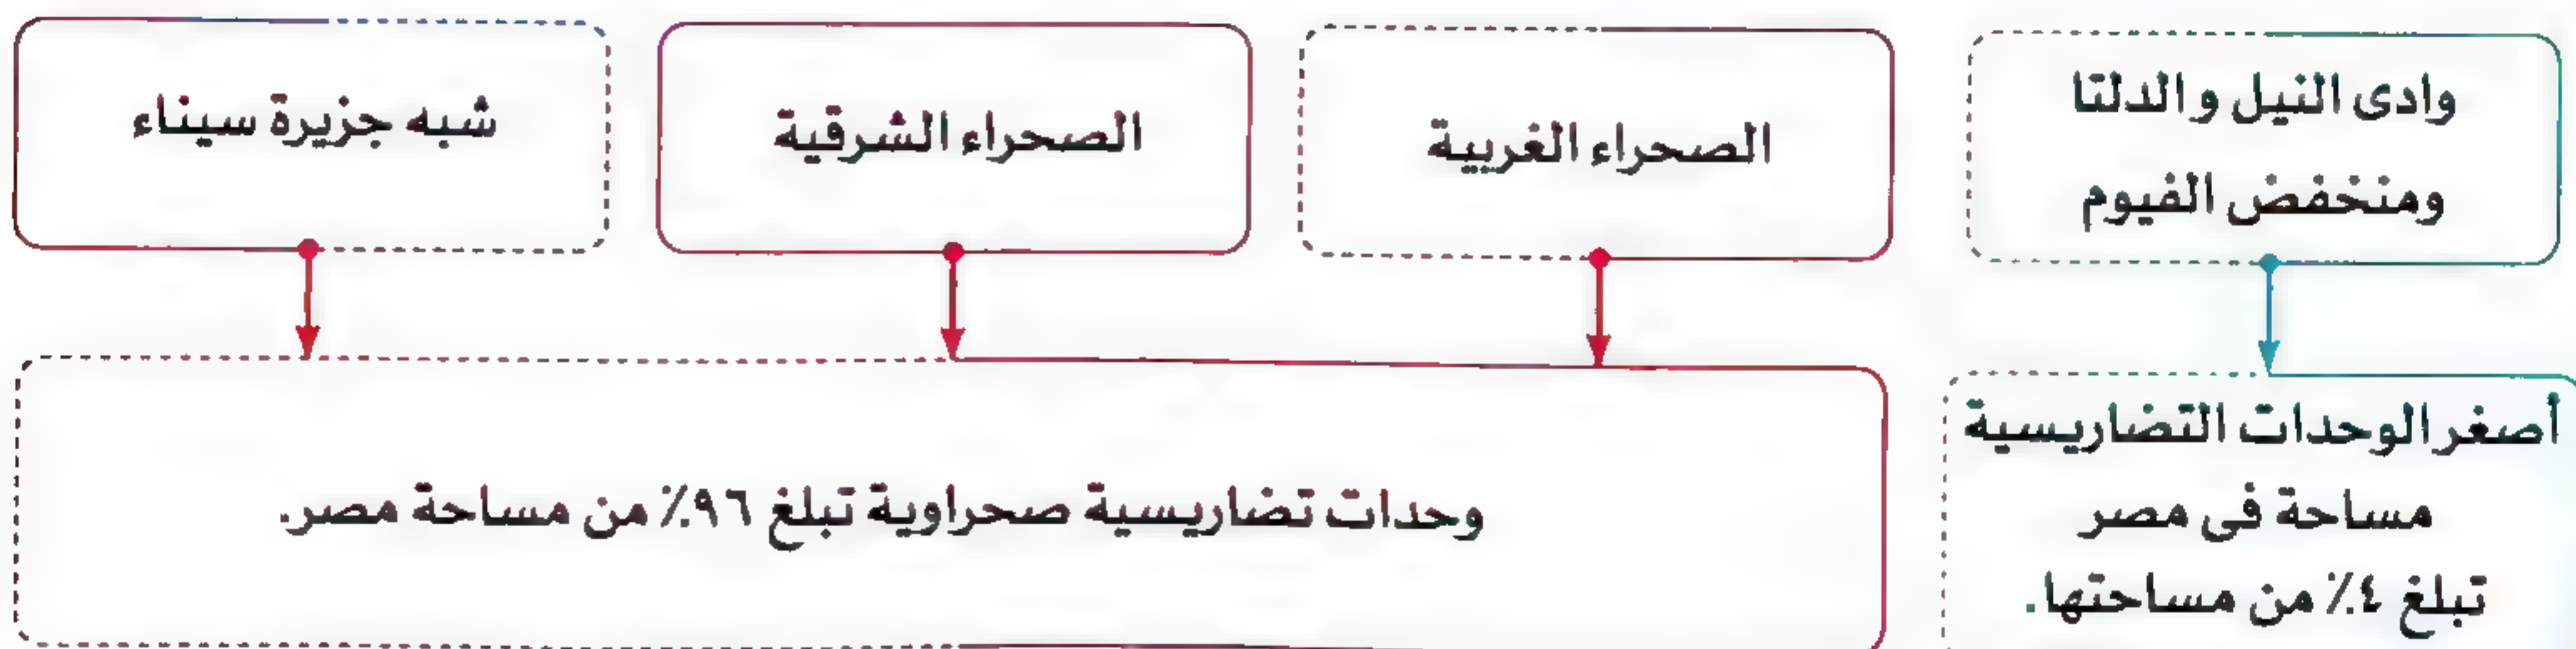 وادى النيل والدلتا
ومنخفض الفيوم
الصحراء الغربية
الصحراء الشرقية
شبه جزيرة سيناء
أصغر الوحدات التضاريسية
مساحة فى مصر
تبلغ ٤٪ من مساحتها.
وحدات تضاريسية صحراوية تبلغ ٩٦٪ من مساحة مصر.